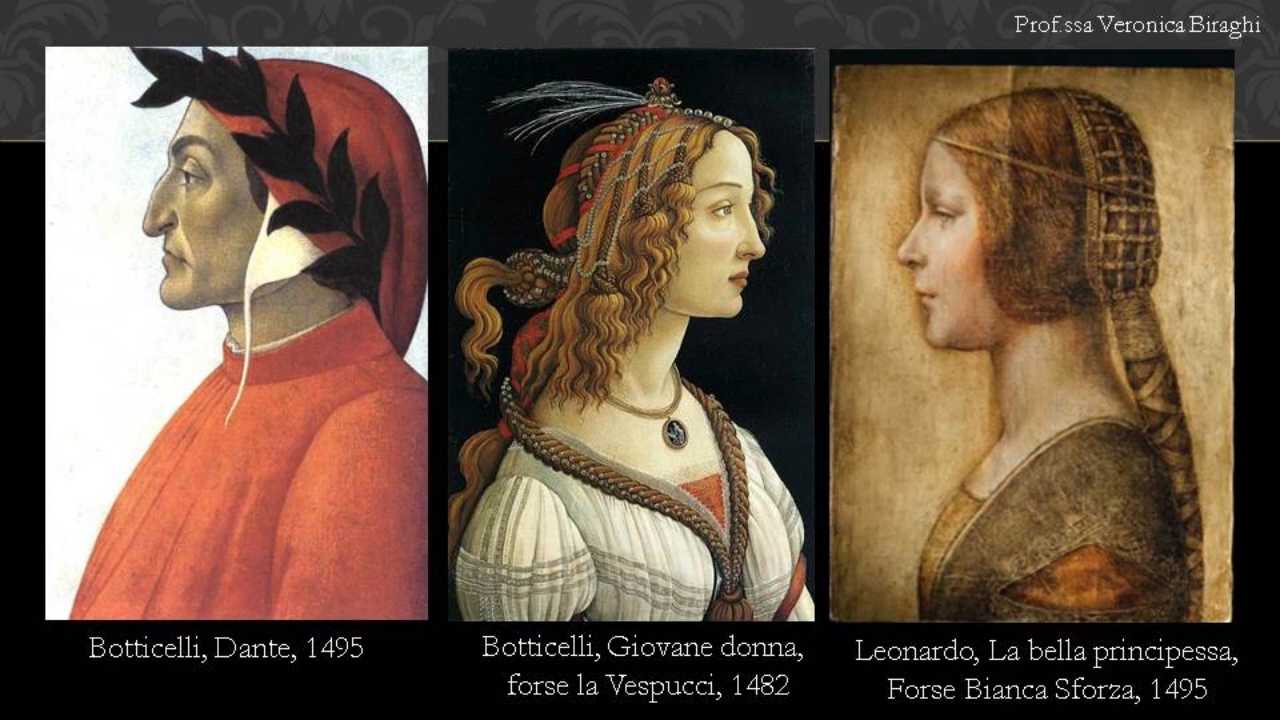 Prof.ssa Veronica Biraghi
Botticelli, Dante, 1495
Botticelli, Giovane donna,
forse la Vespucci, 1482
Leonardo, La bella principessa,
Forse Bianca Sforza, 1495